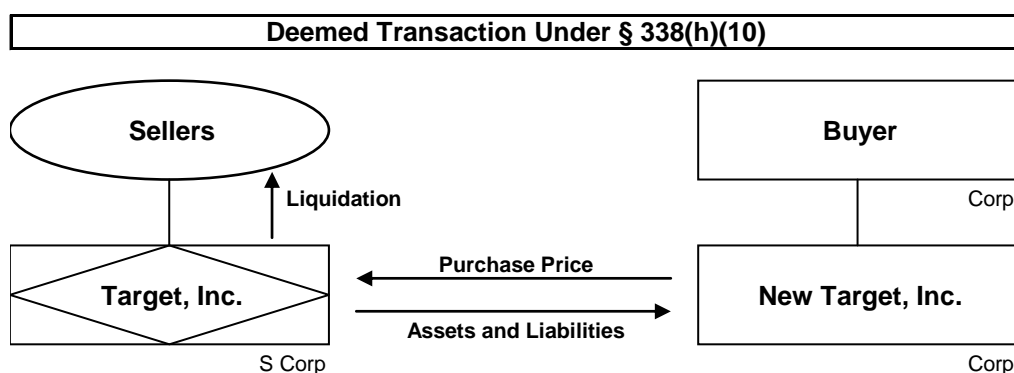 Deemed Transaction Under § 338(h)(10)
Sellers
Buyer
Corp
Liquidation
Purchase Price
Target, Inc.
New Target, Inc.
Assets and Liabilities
S Corp
Corp